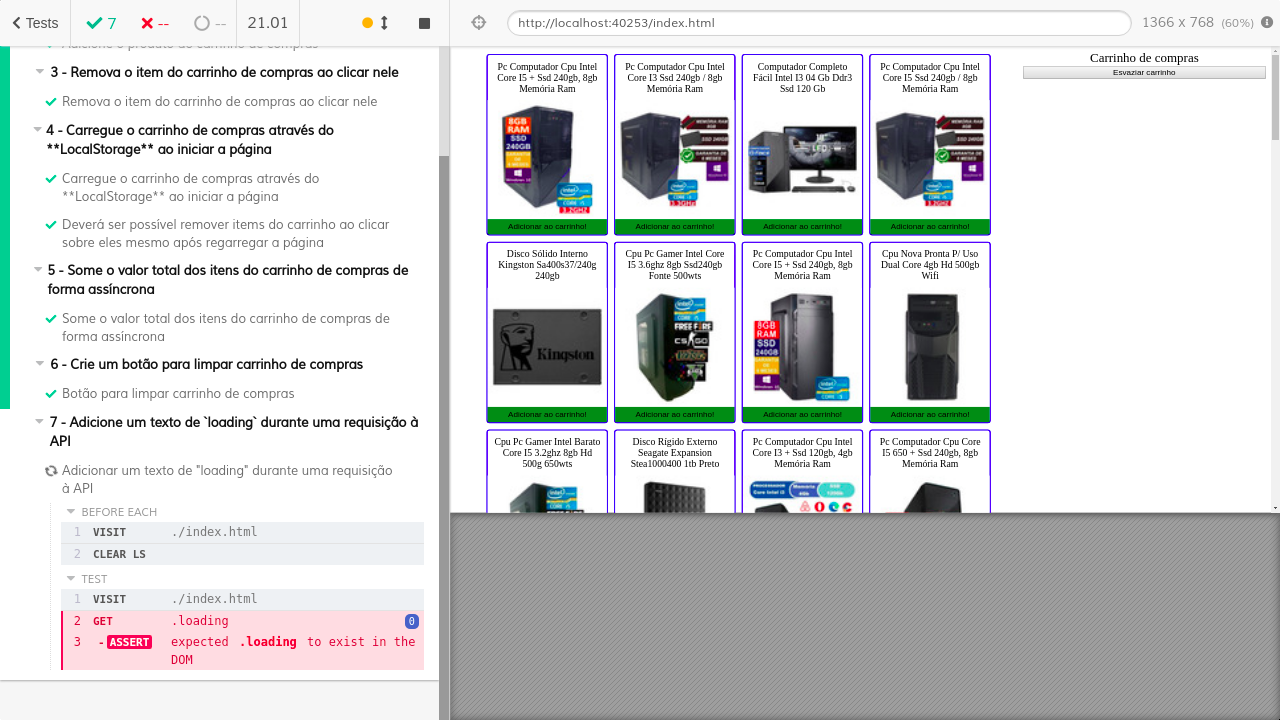 Tests
7
--
--
21.01
Adicione o produto ao carrinho de compras
3 - Remova o item do carrinho de compras ao clicar nele
Remova o item do carrinho de compras ao clicar nele
4 - Carregue o carrinho de compras através do
**LocalStorage** ao iniciar a página
Carregue o carrinho de compras através do
**LocalStorage** ao iniciar a página
Deverá ser possível remover items do carrinho ao clicar
sobre eles mesmo após regarregar a página
5 - Some o valor total dos itens do carrinho de compras de
forma assíncrona
Some o valor total dos itens do carrinho de compras de
forma assíncrona
6 - Crie um botão para limpar carrinho de compras
Botão para limpar carrinho de compras
7 - Adicione um texto de `loading` durante uma requisição à
API
Adicionar um texto de "loading" durante uma requisição
à API
BEFORE EACH
1 VISIT ./index.html
2 CLEAR LS
TEST
1 VISIT ./index.html
2 GET .loading 0
3 -ASSERT expected .loading to exist in the
DOM
http://localhost:40253/index.html
1366 x 768 (60%)
Pc Computador Cpu Intel
Core I5 + Ssd 240gb, 8gb
Memória Ram
8GB
RAM
SSD
240GB
Adicionar ao carrinho!
Pc Computador Cpu Intel
Core I3 Ssd 240gb / 8gb
Memória Ram
Adicionar ao carrinho!
Computador Completo
Fácil Intel I3 04 Gb Ddr3
Ssd 120 Gb
Adicionar ao carrinho!
Pc Computador Cpu Intel
Core I5 Ssd 240gb / 8gb
Memória Ram
Adicionar ao carrinho!
Disco Sólido Interno
Kingston Sa400s37/240g
240gb
Kingston
Adicionar ao carrinho!
Cpu Pc Gamer Intel Core
I5 3.6ghz 8gb Ssd240gb
Fonte 500wts
FREE FIRE
CS:GO
Adicionar ao carrinho!
Pc Computador Cpu Intel
Core I5 + Ssd 240gb, 8gb
Memória Ram
8GB
RAM
SSD
240GB
Adicionar ao carrinho!
Cpu Nova Pronta P/ Uso
Dual Core 4gb Hd 500gb
Wifi
Adicionar ao carrinho!
Cpu Pc Gamer Intel Barato
Core I5 3.2ghz 8gb Hd
500g 650wts
Disco Rígido Externo
Seagate Expansion
Stea1000400 1tb Preto
Pc Computador Cpu Intel
Core I3 + Ssd 120gb, 4gb
Memória Ram
Pc Computador Cpu Core
I5 650 + Ssd 240gb, 8gb
Memória Ram
Carrinho de compras
Esvaziar carrinho